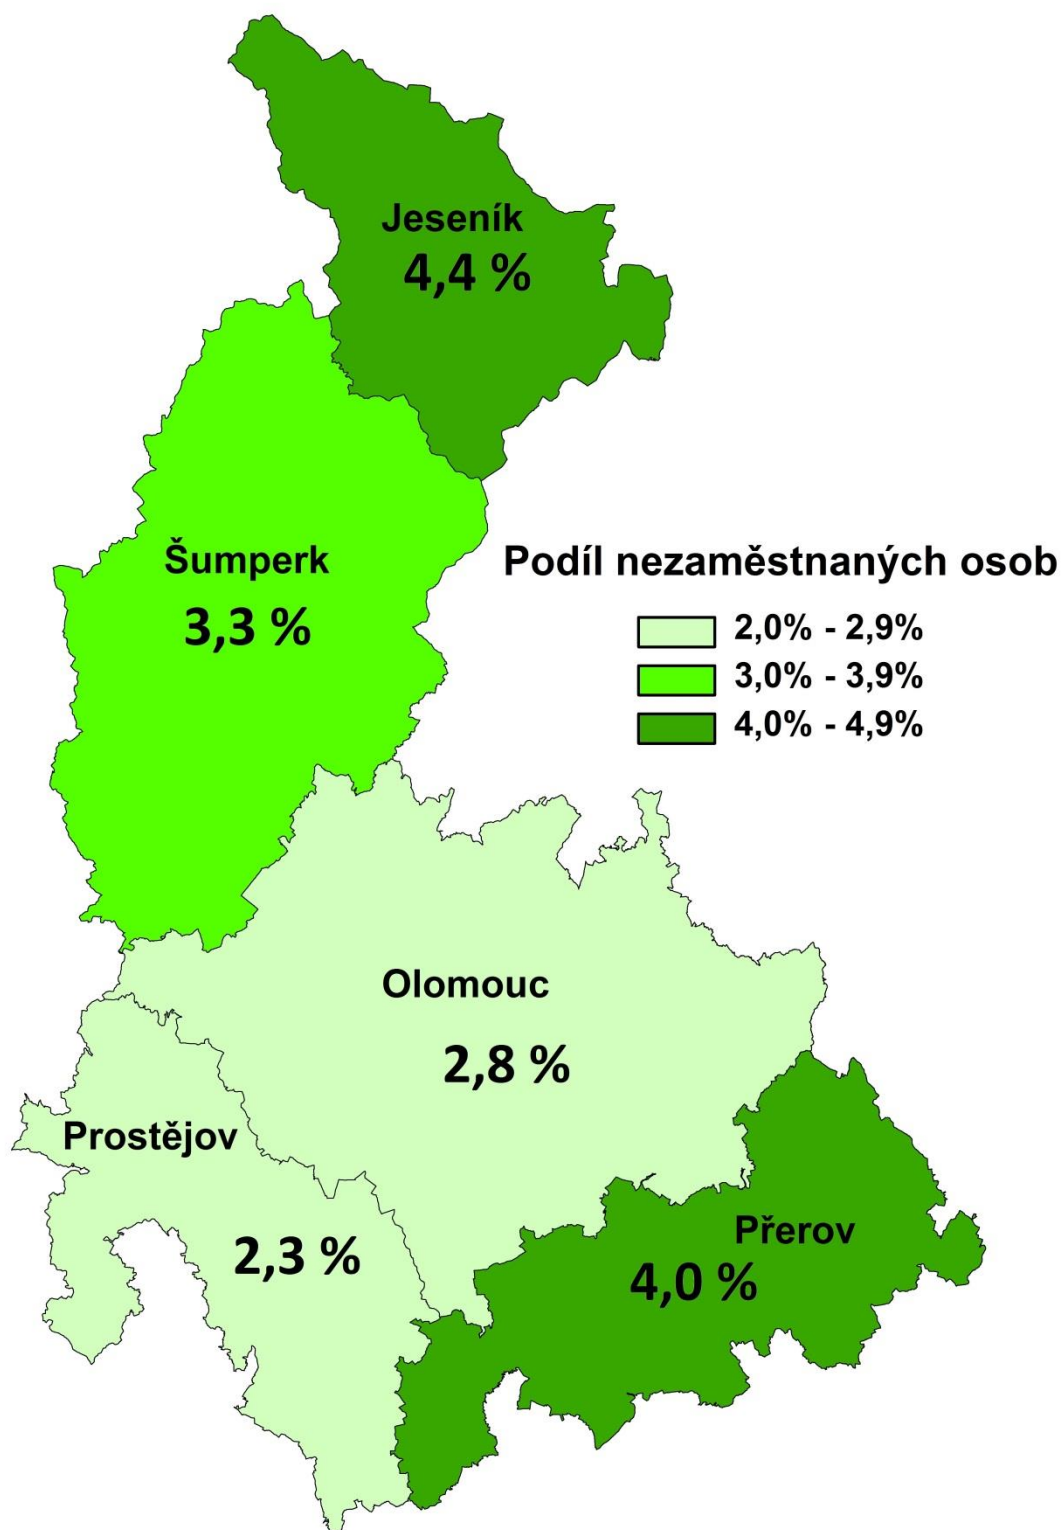 Jeseník
4,4 %
Šumperk
3,3 %
Podíl nezaměstnaných osob
2,0% - 2,9%
3,0% - 3,9%
4,0% - 4,9%
Olomouc
2,8 %
Prostějov
2,3 %
Přerov
4,0 %